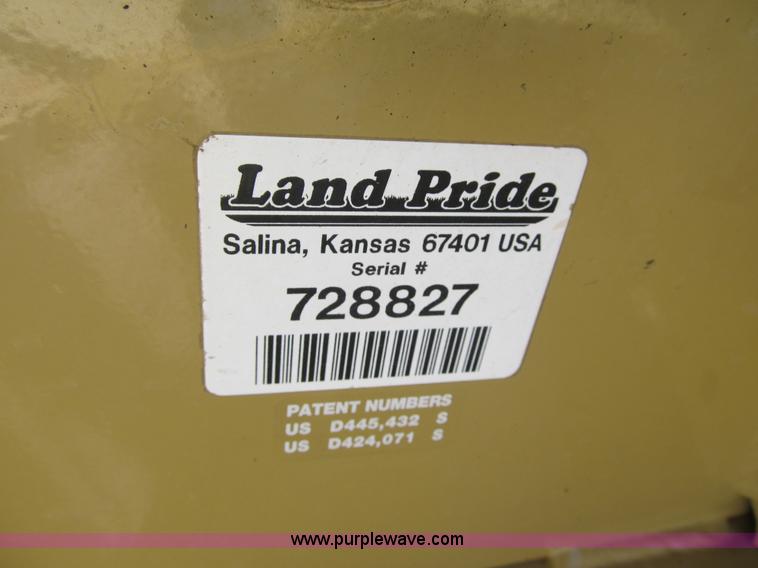 Land Pride
Salina, Kansas 67401 USA
Serial #
728827
PATENT NUMBERS
US D445,432 S
US D424,071 S
www.purplewave.com